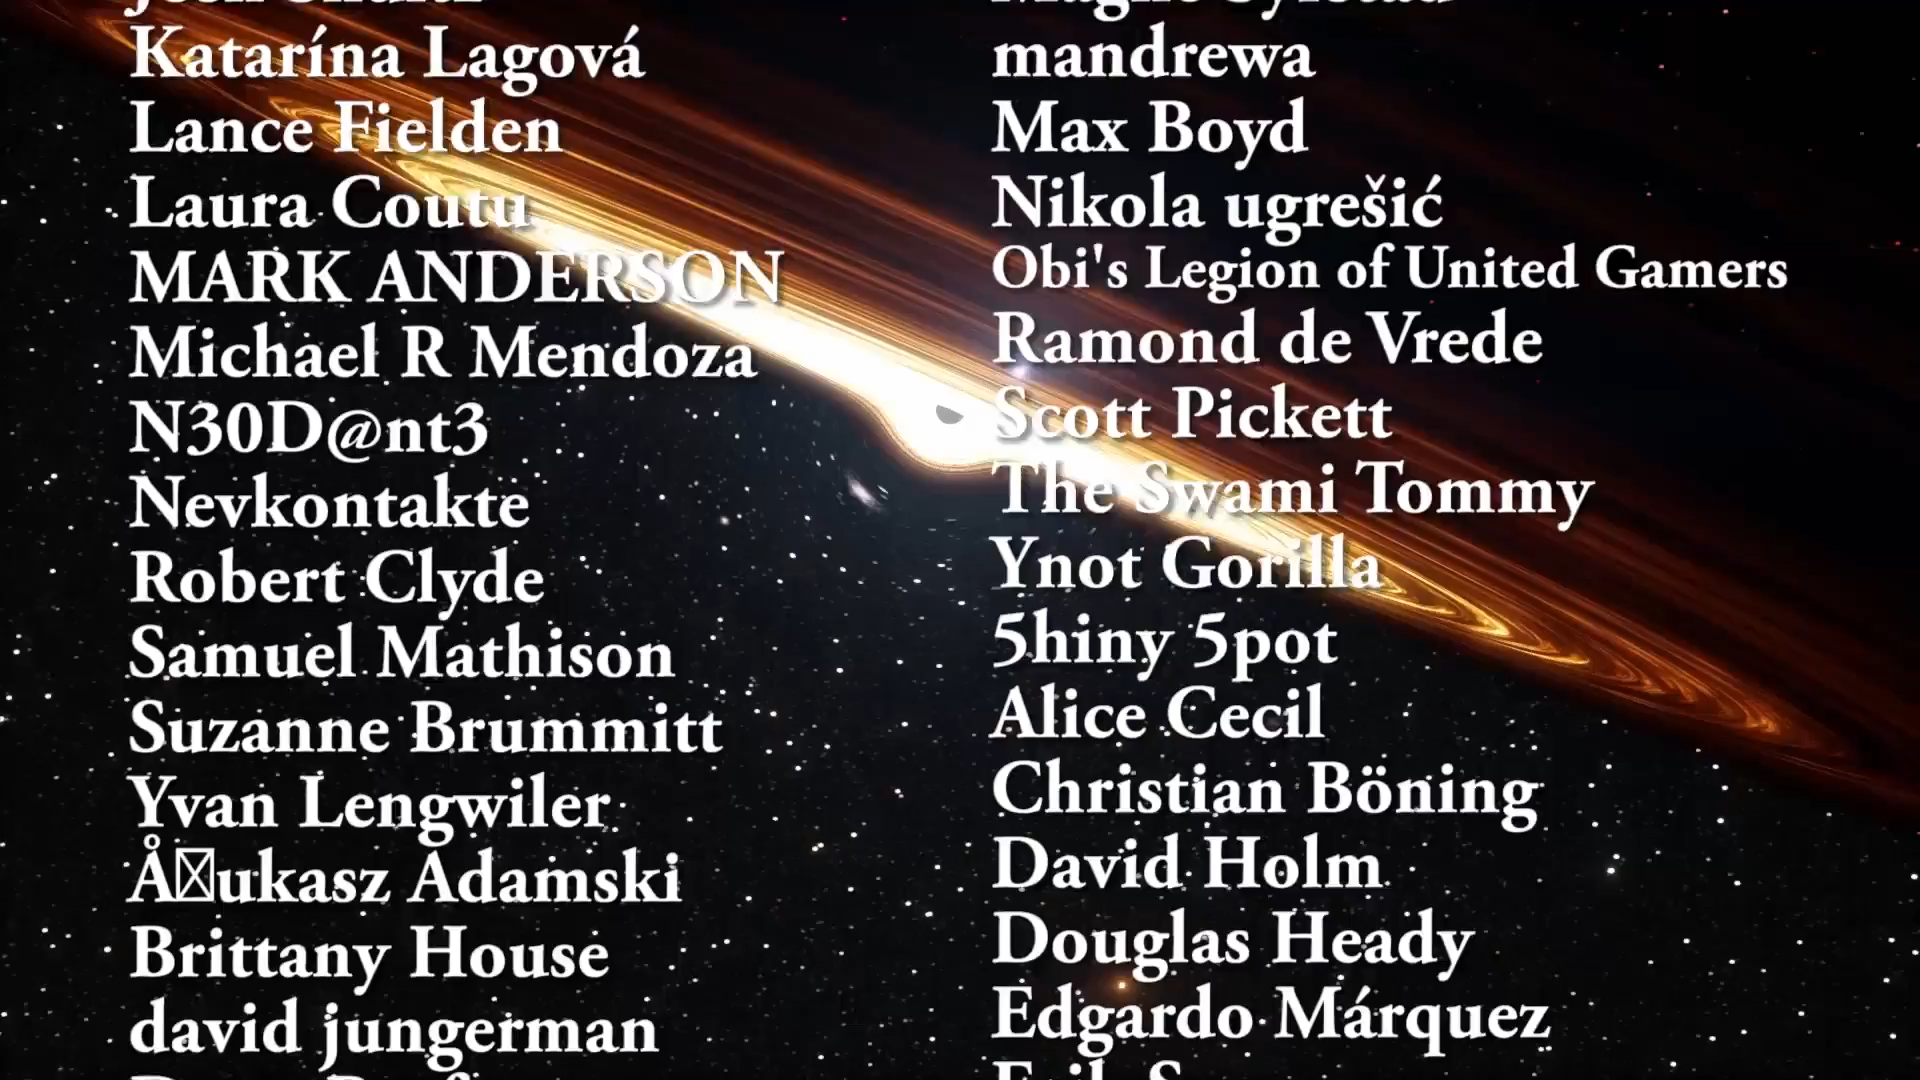 Katarína Lagová
Lance Fielden
Laura Coutu
MARK ANDERSON
Michael R Mendoza
N30D@nt3
Nevkontakte
Robert Clyde
Samuel Mathison
Suzanne Brummitt
Yvan Lengwiler
Å□ukasz Adamski
Brittany House
david jungerman
mandrewa
Max Boyd
Nikola ugrešić
Obi's Legion of United Gamers
Ramond de Vrede
Scott Pickett
The Swami Tommy
Ynot Gorilla
5hiny 5pot
Alice Cecil
Christian Böning
David Holm
Douglas Heady
Edgardo Márquez